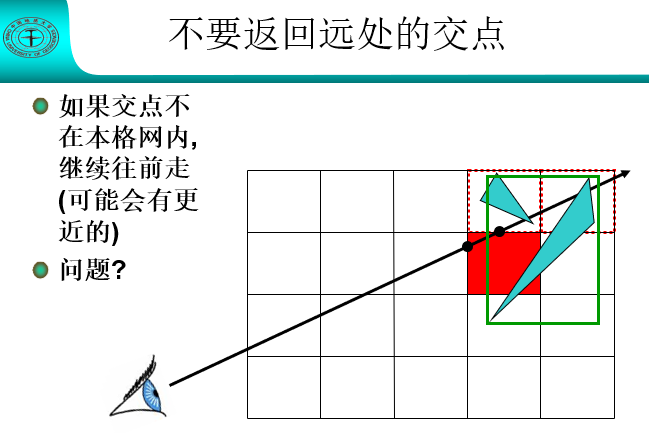 不要返回远处的交点
如果交点不
在本格网内,
继续往前走
(可能会有更
近的)
问题?